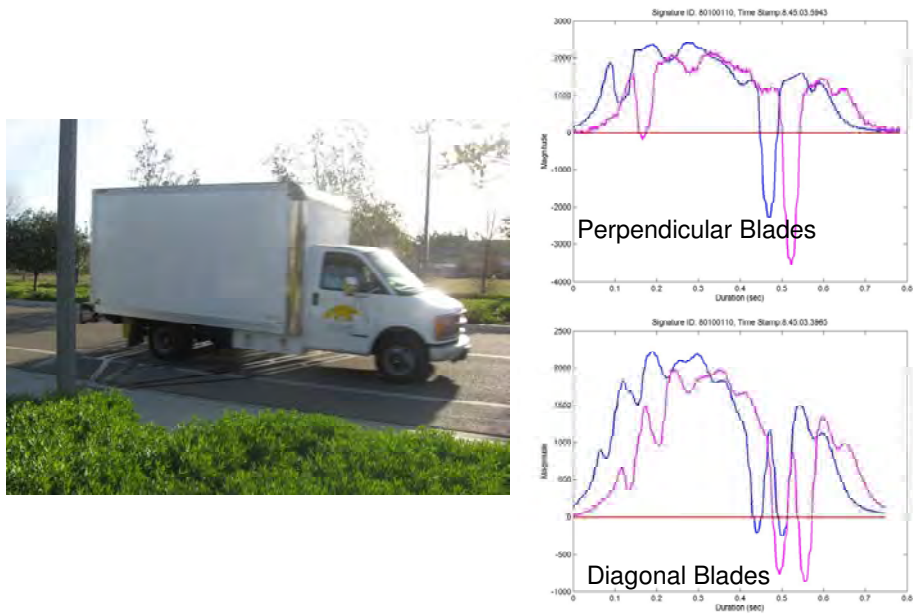 Signature ID: 80100110, Time Stamp:8.45.03.5943
3000
2000
1000
0
-1000
-2000
-3000
-4000
Magnitude
Perpendicular Blades
0 0.1 0.2 0.3 0.4 0.5 0.6 0.7 0.8
Duration (sec)
Signature ID: 80100110, Time Stamp:8.45.03.3965
2500
2000
1500
1000
500
0
-500
-1000
Magnitude
Diagonal Blades
0 0.1 0.2 0.3 0.4 0.5 0.6 0.7 0.8
Duration (sec)